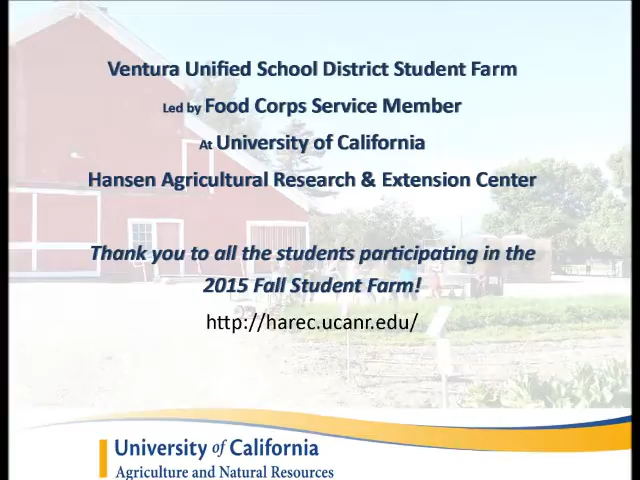 Ventura Unified School District Student Farm
Led by Food Corps Service Member
At University of California
Hansen Agricultural Research & Extension Center
Thank you to all the students participating in the
2015 Fall Student Farm!
http://harec.ucanr.edu/
University of California
Agriculture and Natural Resources